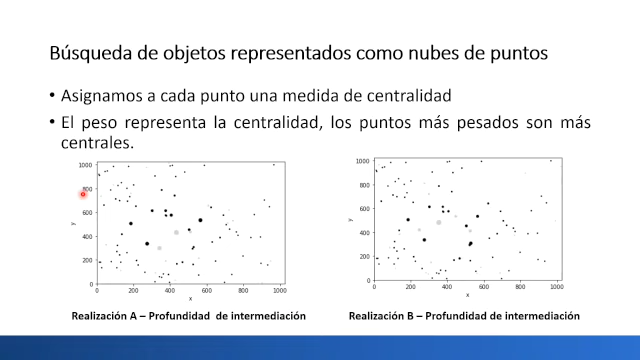 Búsqueda de objetos representados como nubes de puntos
• Asignamos a cada punto una medida de centralidad
• El peso representa la centralidad, los puntos más pesados son más
centrales.
1000
800
600
400
200
0
y
0 200 400 600 800 1000
x
1000
800
600
400
200
0
y
0 200 400 600 800 1000
x
Realización A – Profundidad de intermediación
Realización B – Profundidad de intermediación